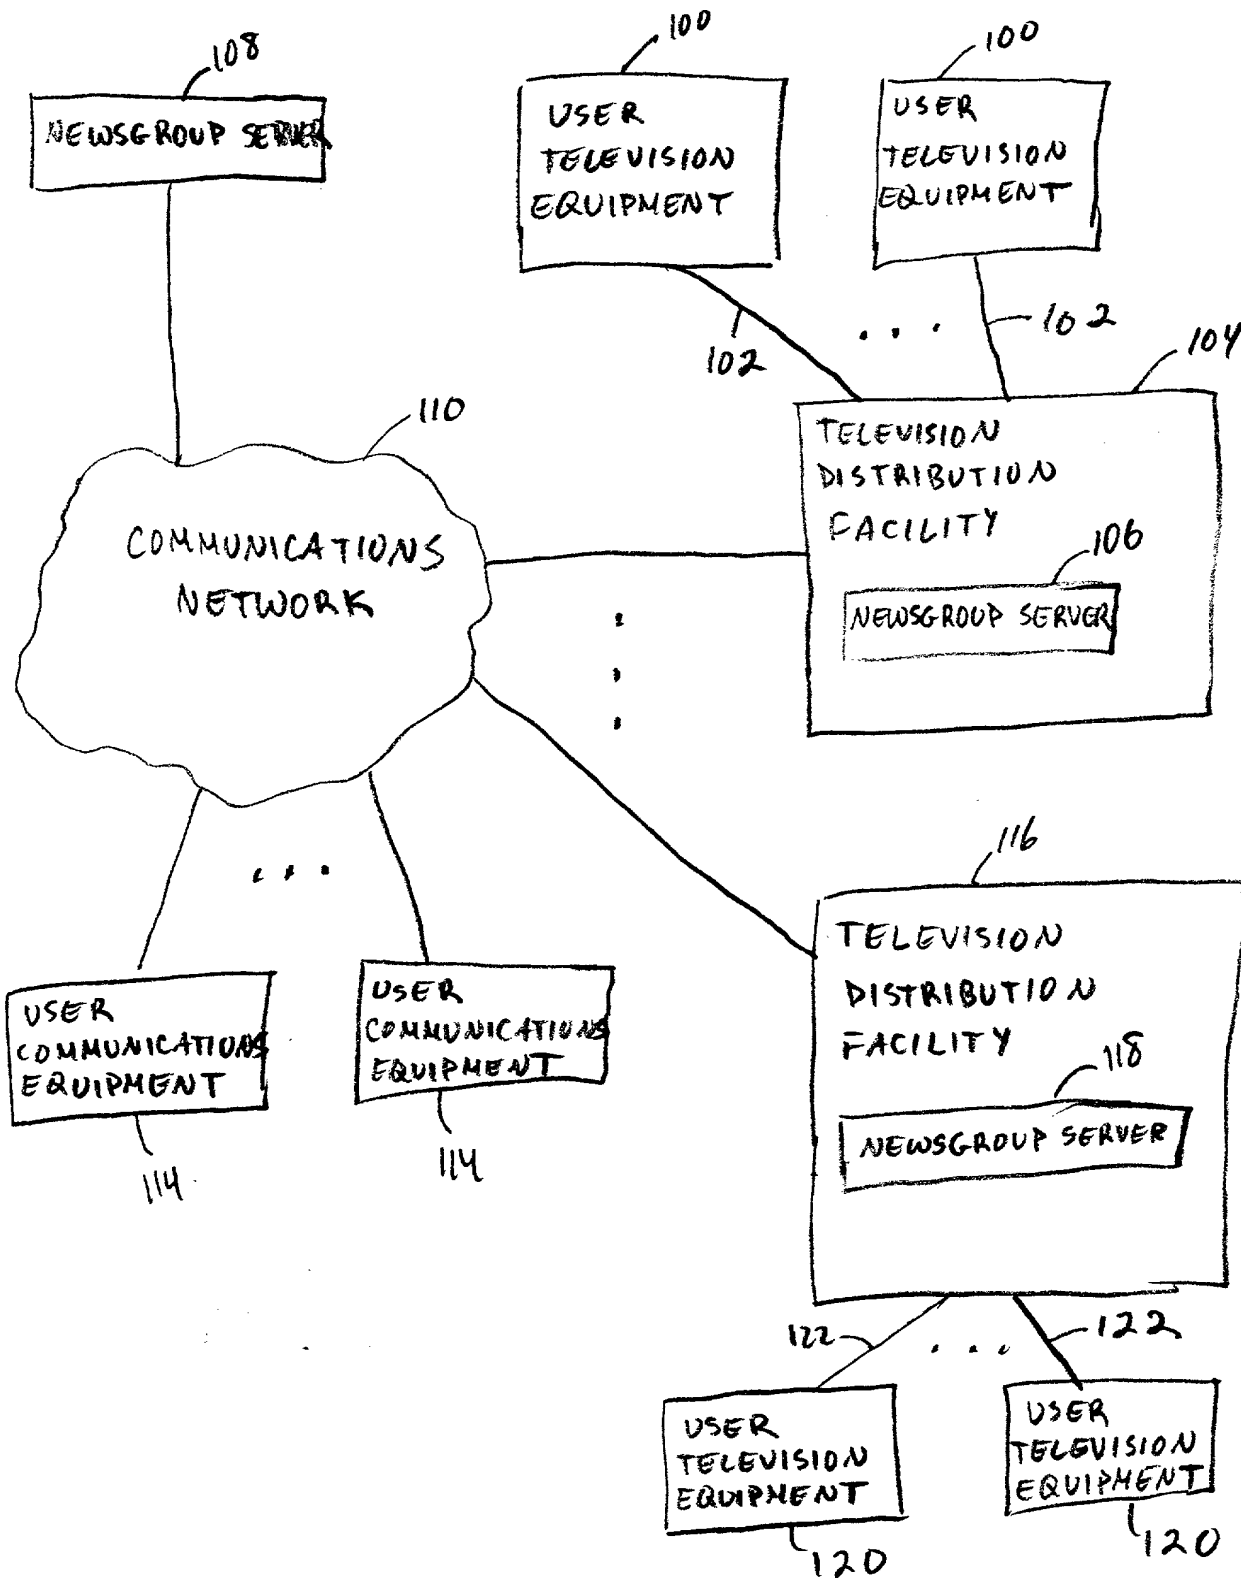 108
NEWSGROUP SERVER
100
USER
TELEVISION
EQUIPMENT
100
USER
TELEVISION
EQUIPMENT
102
102
104
TELEVISION
DISTRIBUTION
FACILITY
106
NEWSGROUP SERVER
110
COMMUNICATIONS
NETWORK
USER
COMMUNICATIONS
EQUIPMENT
114
USER
COMMUNICATIONS
EQUIPMENT
114
116
TELEVISION
DISTRIBUTION
FACILITY
118
NEWSGROUP SERVER
122
122
USER
TELEVISION
EQUIPMENT
120
USER
TELEVISION
EQUIPMENT
120